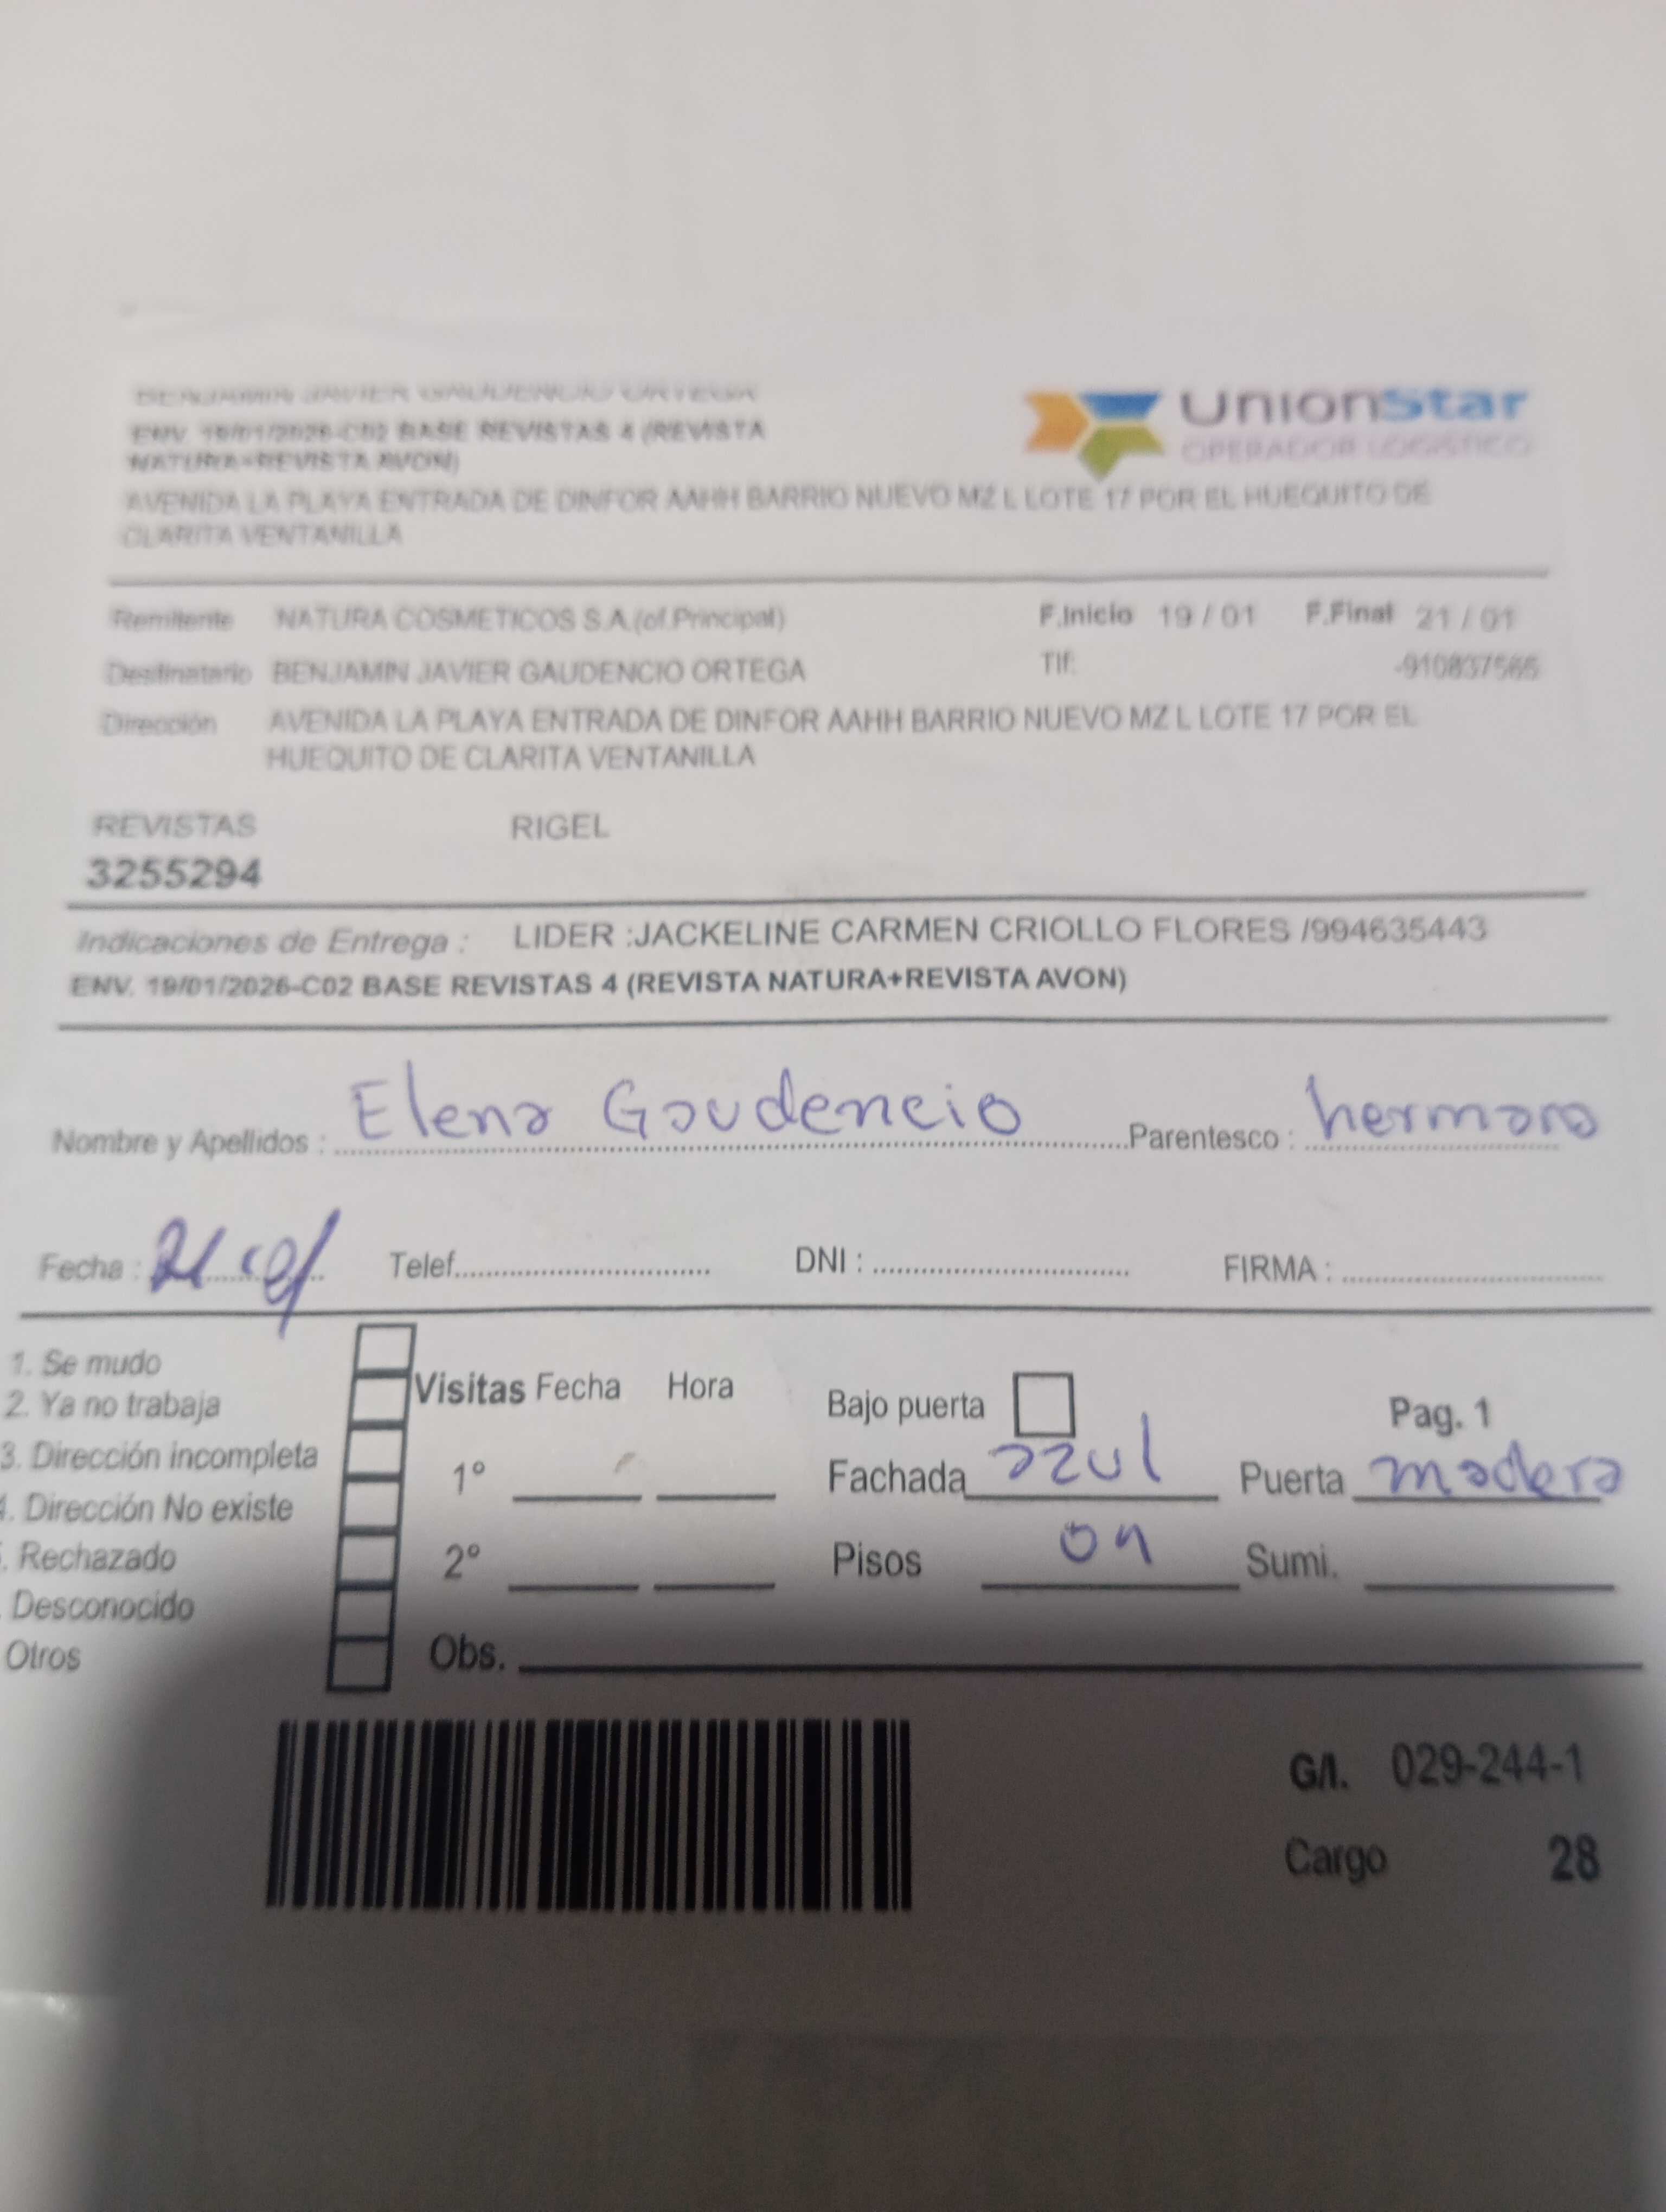 BENJAMIN JAVIER GAUDENCIO ORTEGA
ENV. 19/01/2026-C02 BASE REVISTAS 4 (REVISTA
NATURA+REVISTA AVON)
UnionStar
OPERADOR LOGISTICO
AVENIDA LA PLAYA ENTRADA DE DINFOR AAHH BARRIO NUEVO MZ L LOTE 17 POR EL HUEQUITO DE
CLARITA VENTANILLA
Remitente NATURA COSMETICOS S.A.(of.Principal) F.Inicio 19 / 01 F.Final 21 / 01
Destinatario BENJAMIN JAVIER GAUDENCIO ORTEGA Tlf: -910837565
Dirección AVENIDA LA PLAYA ENTRADA DE DINFOR AAHH BARRIO NUEVO MZ L LOTE 17 POR EL
HUEQUITO DE CLARITA VENTANILLA
REVISTAS RIGEL
3255294
Indicaciones de Entrega : LIDER :JACKELINE CARMEN CRIOLLO FLORES /994635443
ENV. 19/01/2026-C02 BASE REVISTAS 4 (REVISTA NATURA+REVISTA AVON)
Nombre y Apellidos : Elena Gaudencio Parentesco : hermana
Fecha : 21 Telef. DNI : FIRMA :
1. Se mudo
2. Ya no trabaja
3. Dirección incompleta
. Dirección No existe
. Rechazado
. Desconocido
Otros
Visitas Fecha Hora Bajo puerta Pag. 1
1° Fachada azul Puerta madera
2° Pisos 01 Sumi.
Obs.
G/I. 029-244-1
Cargo 28